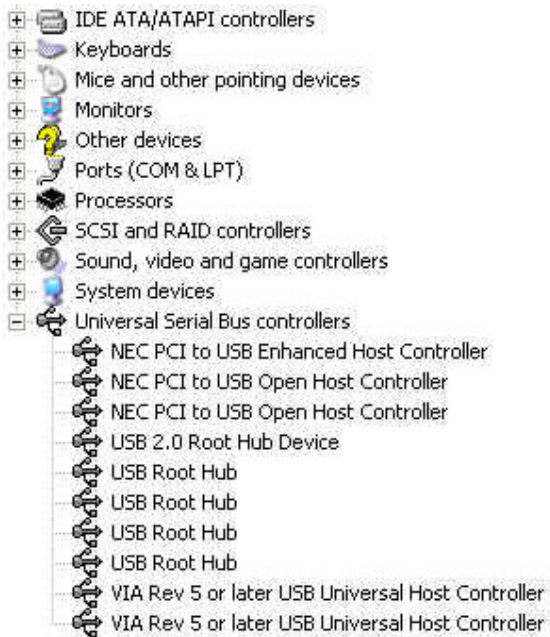 IDE ATA/ATAPI controllers
Keyboards
Mice and other pointing devices
Monitors
Other devices
Ports (COM & LPT)
Processors
SCSI and RAID controllers
Sound, video and game controllers
System devices
Universal Serial Bus controllers
NEC PCI to USB Enhanced Host Controller
NEC PCI to USB Open Host Controller
NEC PCI to USB Open Host Controller
USB 2.0 Root Hub Device
USB Root Hub
USB Root Hub
USB Root Hub
USB Root Hub
VIA Rev 5 or later USB Universal Host Controller
VIA Rev 5 or later USB Universal Host Controller